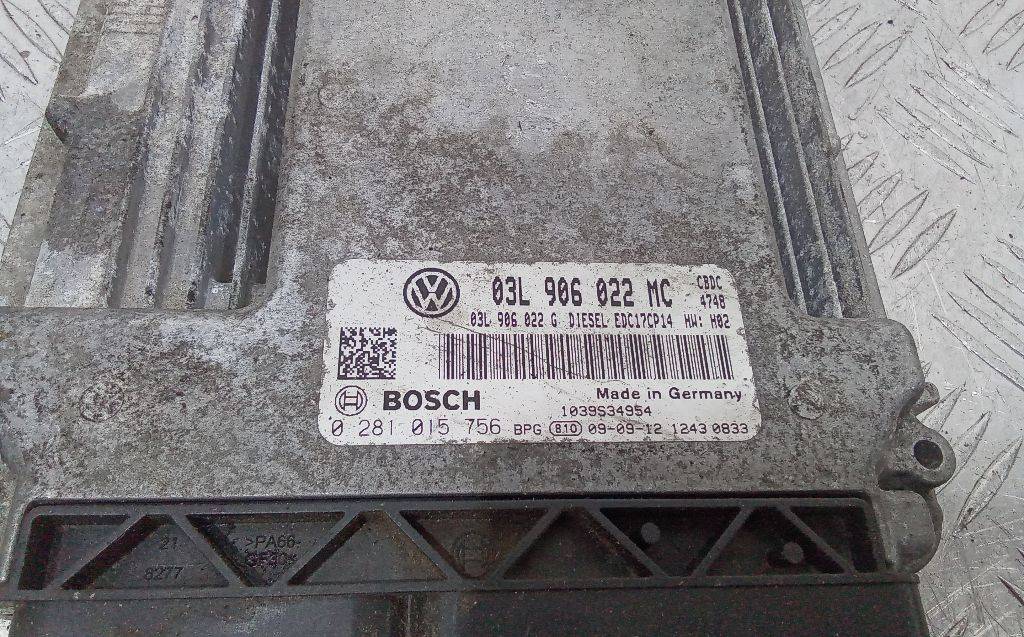 03L 906 022 MC CBDC
4748
03L 906 022 G DIESEL EDC17CP14 HW: H02
BOSCH Made in Germany
1039S34954
0 281 015 756 BPG 810 09-09-12 1243 0833
21 >PA66-
8277 GF30<